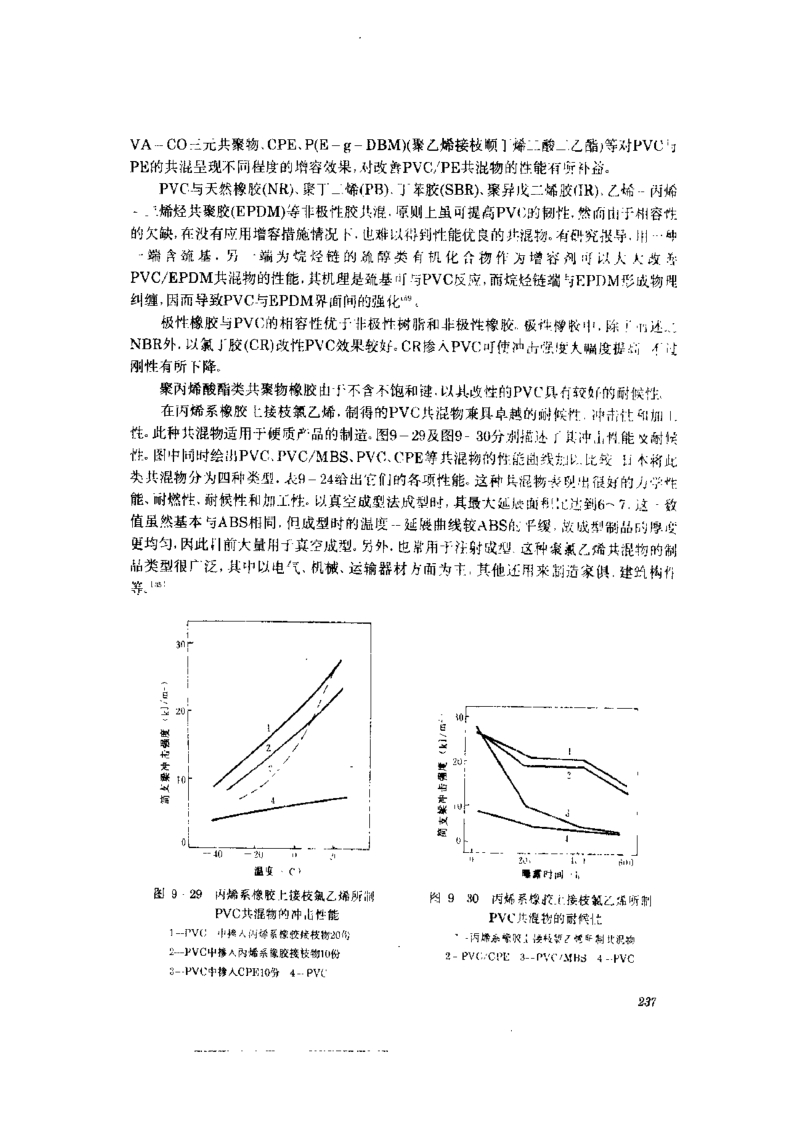 VA-CO三元共聚物、CPE、P(E-g-DBM)(聚乙烯接枝顺丁烯二酸二乙酯)等对PVC与
PE的共混呈现不同程度的增容效果,对改善PVC/PE共混物的性能有所补益。
PVC与天然橡胶(NR)、聚丁二烯(PB)、丁苯胶(SBR)、聚异戊二烯胶(IR)、乙烯-丙烯
-二烯烃共聚胶(EPDM)等非极性胶共混,原则上虽可提高PVC的韧性,然而由于相容性
的欠缺,在没有应用增容措施情况下,也难以得到性能优良的共混物。有研究报导,用一种
一端含巯基,另一端为烷烃链的巯醇类有机化合物作为增容剂可以大大改善
PVC/EPDM共混物的性能,其机理是巯基可与PVC反应,而烷烃链端与EPDM形成物理
纠缠,因而导致PVC与EPDM界面间的强化
极性橡胶与PVC的相容性优于非极性树脂和非极性橡胶。极性橡胶中,除了前述
NBR外,以氯丁胶(CR)改性PVC效果较好。CR掺入PVC可使冲击强度大幅度提高 不过
刚性有所下降。
聚丙烯酸酯类共聚物橡胶由于不含不饱和键,以其改性的PVC具有较好的耐候性。
在丙烯系橡胶上接枝氯乙烯,制得的PVC共混物兼具卓越的耐候性、冲击性和加工
性。此种共混物适用于硬质产品的制造。图9-29及图9-30分别描述了其冲击性能及耐候
性。图中同时绘出PVC、PVC/MBS、PVC、CPE等共混物的性能曲线加以比较 日本将此
类共混物分为四种类型,表9-24给出它们的各项性能。这种共混物表现出很好的力学性
能、耐燃性、耐候性和加工性。以真空成型法成型时,其最大延展面积比达到6~7,这一数
值虽然基本与ABS相同,但成型时的温度-延展曲线较ABS的平缓,故成型制品的厚度
更均匀,因此目前大量用于真空成型。另外,也常用于注射成型。这种聚氯乙烯共混物的制
品类型很广泛,其中以电气、机械、运输器材方面为主,其他还用来制造家俱、建筑构件
等。
30
20
10
0
简支梁冲击强度 (kJ/m
1
2
3
4
-40 -20 0
温度 C)
20
0
简支梁冲击强度 (kJ/m
1
2
3
4
0 20 600
曝露时间 h
图 9-29 丙烯系橡胶上接枝氯乙烯所制
PVC共混物的冲击性能
1—PVC 中掺入丙烯系橡胶接枝物20份
2—PVC中掺入丙烯系橡胶接枝物10份
3--PVC中掺入CPE10份 4--PVC
图 9 30 丙烯系橡胶上接枝氯乙烯所制
PVC共混物的耐候性
-丙烯系橡胶上接枝氯乙烯所制共混物
2-PVC/CPE 3--PVC/MBS 4--PVC
237